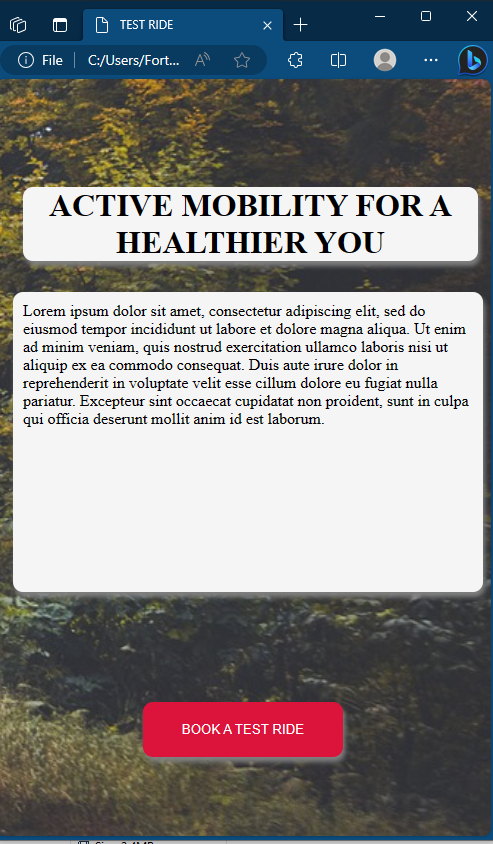 TEST RIDE
File
C:/Users/Fort...
ACTIVE MOBILITY FOR A
HEALTHIER YOU
Lorem ipsum dolor sit amet, consectetur adipiscing elit, sed do
eiusmod tempor incididunt ut labore et dolore magna aliqua. Ut enim
ad minim veniam, quis nostrud exercitation ullamco laboris nisi ut
aliquip ex ea commodo consequat. Duis aute irure dolor in
reprehenderit in voluptate velit esse cillum dolore eu fugiat nulla
pariatur. Excepteur sint occaecat cupidatat non proident, sunt in culpa
qui officia deserunt mollit anim id est laborum.
BOOK A TEST RIDE